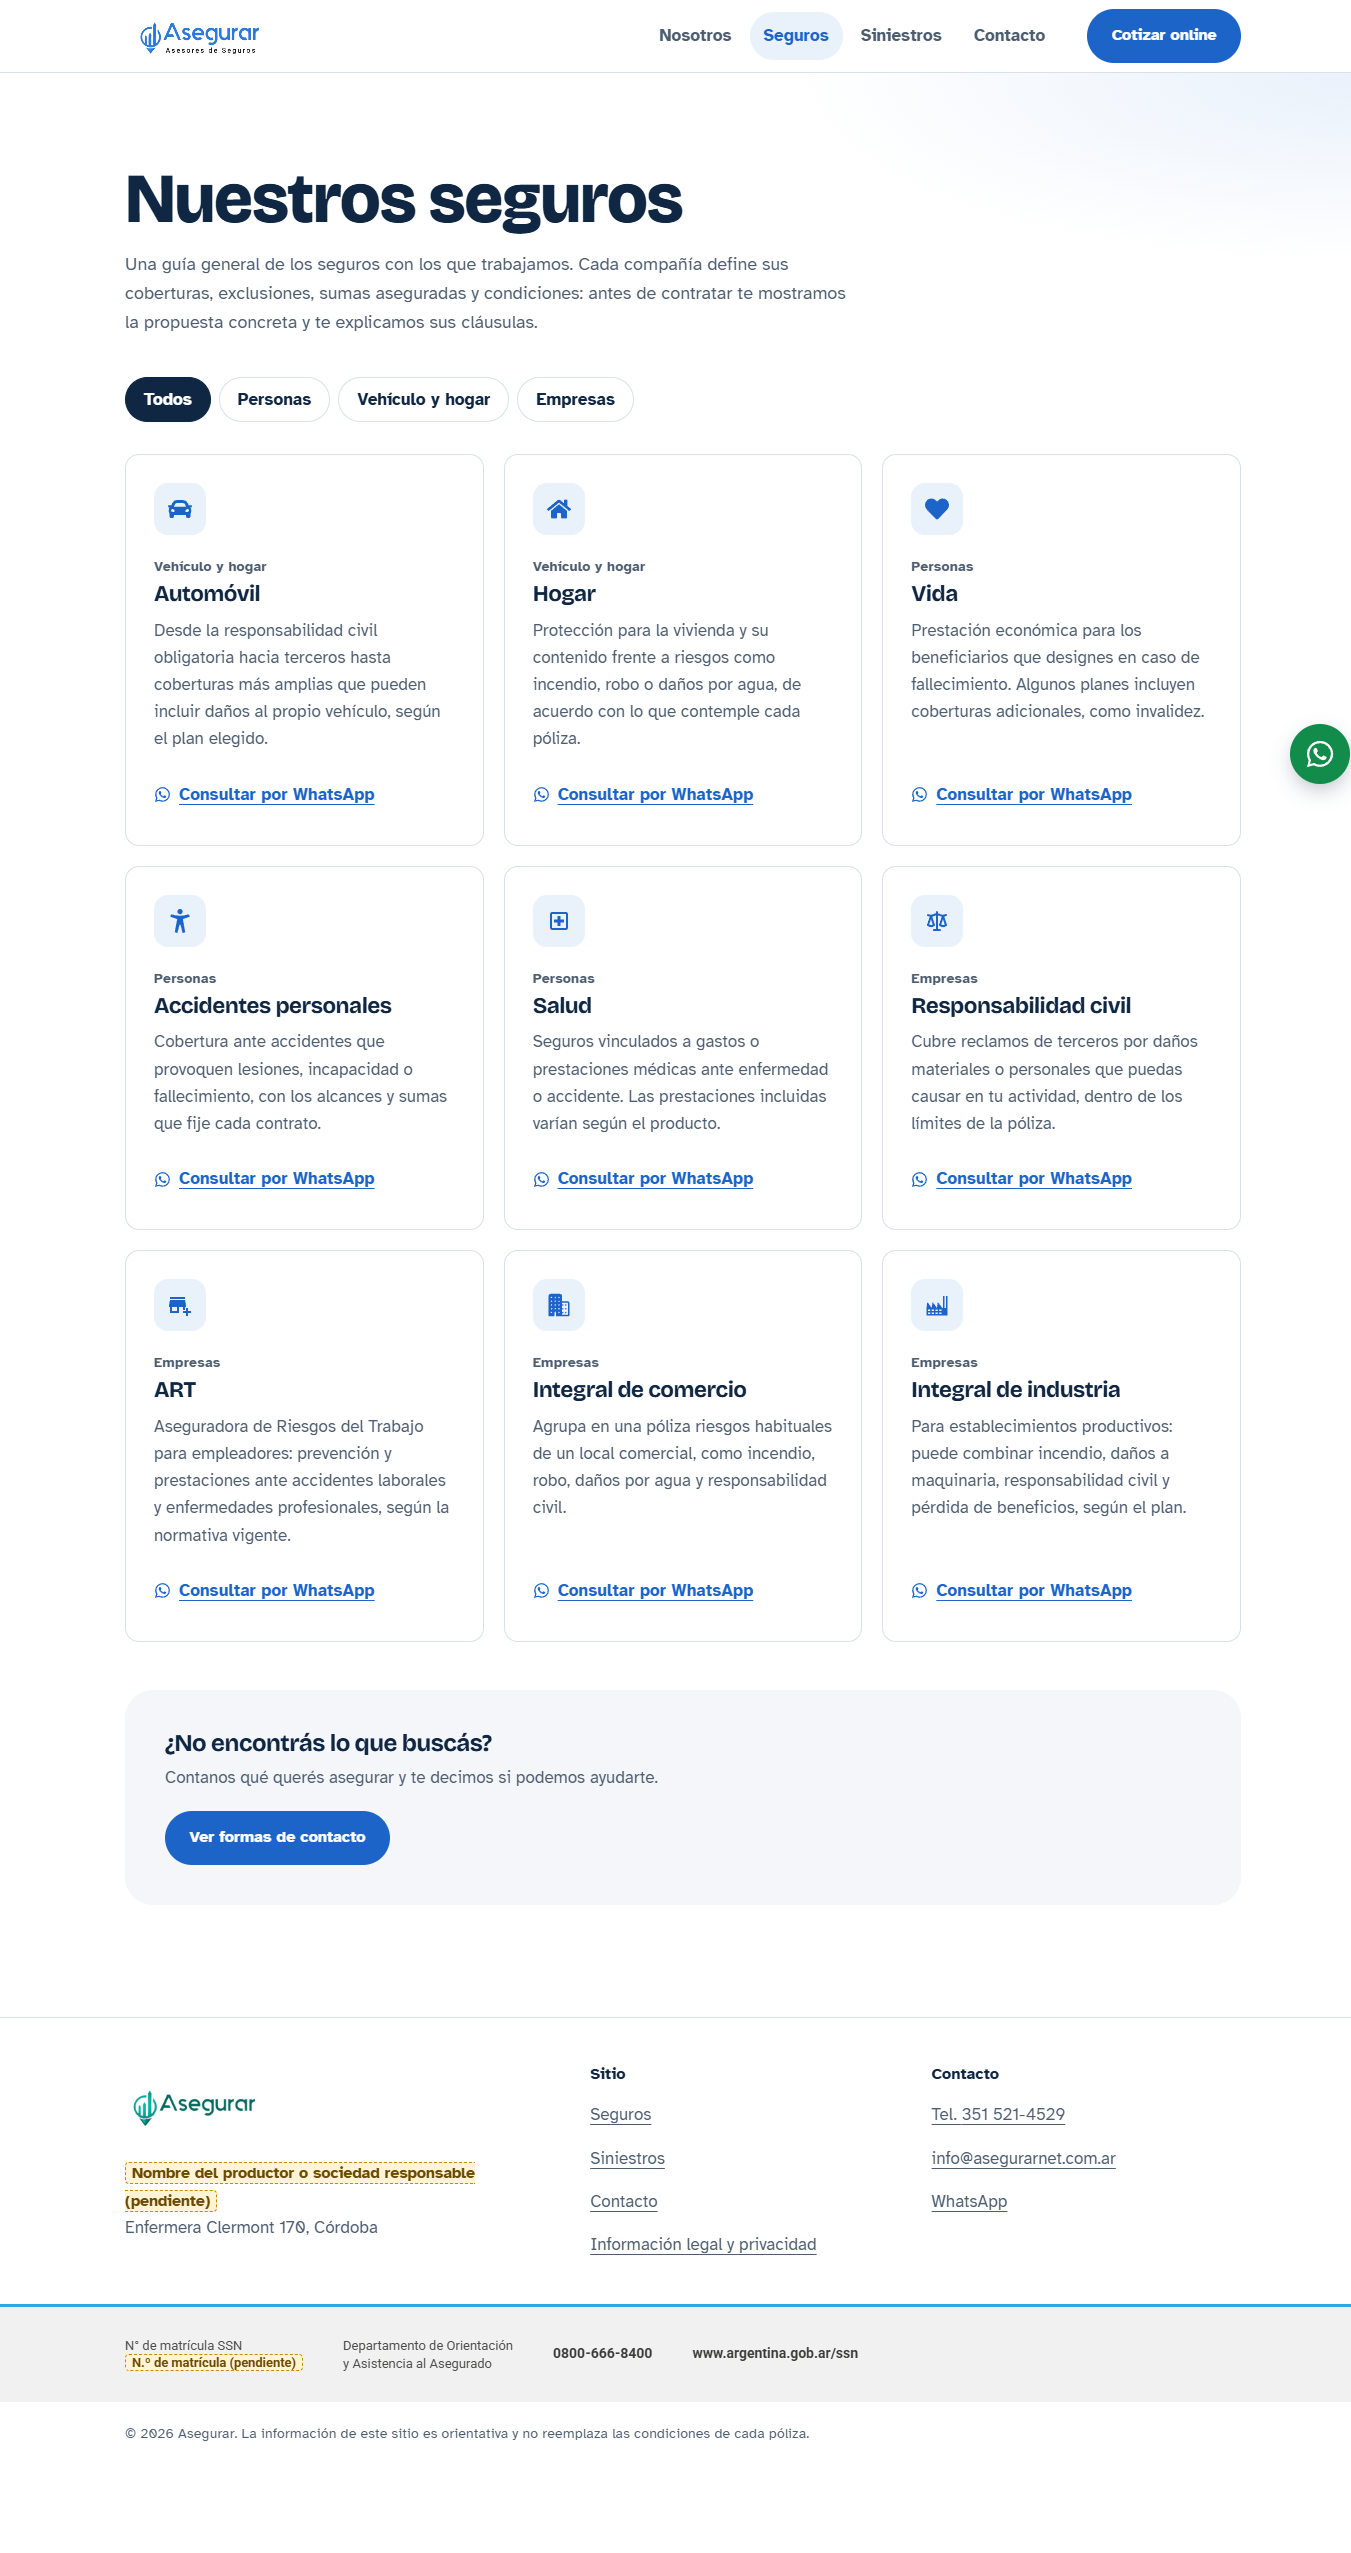 Asegurar
Asesores de Seguros
Nosotros
Seguros
Siniestros
Contacto
Cotizar online
Nuestros seguros
Una guía general de los seguros con los que trabajamos. Cada compañía define sus
coberturas, exclusiones, sumas aseguradas y condiciones: antes de contratar te mostramos
la propuesta concreta y te explicamos sus cláusulas.
Todos
Personas
Vehículo y hogar
Empresas
Vehículo y hogar
Automóvil
Desde la responsabilidad civil
obligatoria hacia terceros hasta
coberturas más amplias que pueden
incluir daños al propio vehículo, según
el plan elegido.
Consultar por WhatsApp
Vehículo y hogar
Hogar
Protección para la vivienda y su
contenido frente a riesgos como
incendio, robo o daños por agua, de
acuerdo con lo que contemple cada
póliza.
Consultar por WhatsApp
Personas
Vida
Prestación económica para los
beneficiarios que designes en caso de
fallecimiento. Algunos planes incluyen
coberturas adicionales, como invalidez.
Consultar por WhatsApp
Personas
Accidentes personales
Cobertura ante accidentes que
provoquen lesiones, incapacidad o
fallecimiento, con los alcances y sumas
que fije cada contrato.
Consultar por WhatsApp
Personas
Salud
Seguros vinculados a gastos o
prestaciones médicas ante enfermedad
o accidente. Las prestaciones incluidas
varían según el producto.
Consultar por WhatsApp
Empresas
Responsabilidad civil
Cubre reclamos de terceros por daños
materiales o personales que puedas
causar en tu actividad, dentro de los
límites de la póliza.
Consultar por WhatsApp
Empresas
ART
Aseguradora de Riesgos del Trabajo
para empleadores: prevención y
prestaciones ante accidentes laborales
y enfermedades profesionales, según la
normativa vigente.
Consultar por WhatsApp
Empresas
Integral de comercio
Agrupa en una póliza riesgos habituales
de un local comercial, como incendio,
robo, daños por agua y responsabilidad
civil.
Consultar por WhatsApp
Empresas
Integral de industria
Para establecimientos productivos:
puede combinar incendio, daños a
maquinaria, responsabilidad civil y
pérdida de beneficios, según el plan.
Consultar por WhatsApp
¿No encontrás lo que buscás?
Contanos qué querés asegurar y te decimos si podemos ayudarte.
Ver formas de contacto
Asegurar
Nombre del productor o sociedad responsable
(pendiente)
Enfermera Clermont 170, Córdoba
Sitio
Seguros
Siniestros
Contacto
Información legal y privacidad
Contacto
Tel. 351 521-4529
info@asegurarnet.com.ar
WhatsApp
N° de matrícula SSN
N.º de matrícula (pendiente)
Departamento de Orientación
y Asistencia al Asegurado
0800-666-8400
www.argentina.gob.ar/ssn
© 2026 Asegurar. La información de este sitio es orientativa y no reemplaza las condiciones de cada póliza.